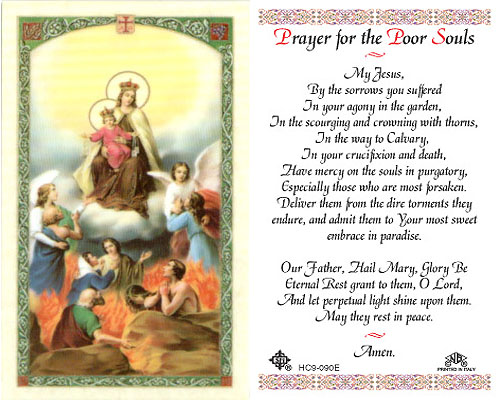 Prayer for the Poor Souls
My Jesus,
By the sorrows you suffered
In your agony in the garden,
In the scourging and crowning with thorns,
In the way to Calvary,
In your crucifixion and death,
Have mercy on the souls in purgatory,
Especially those who are most forsaken.
Deliver them from the dire torments they
endure, and admit them to Your most sweet
embrace in paradise.
Our Father, Hail Mary, Glory Be
Eternal Rest grant to them, O Lord,
And let perpetual light shine upon them.
May they rest in peace.
Amen.
HC9-090E
PRINTED IN ITALY